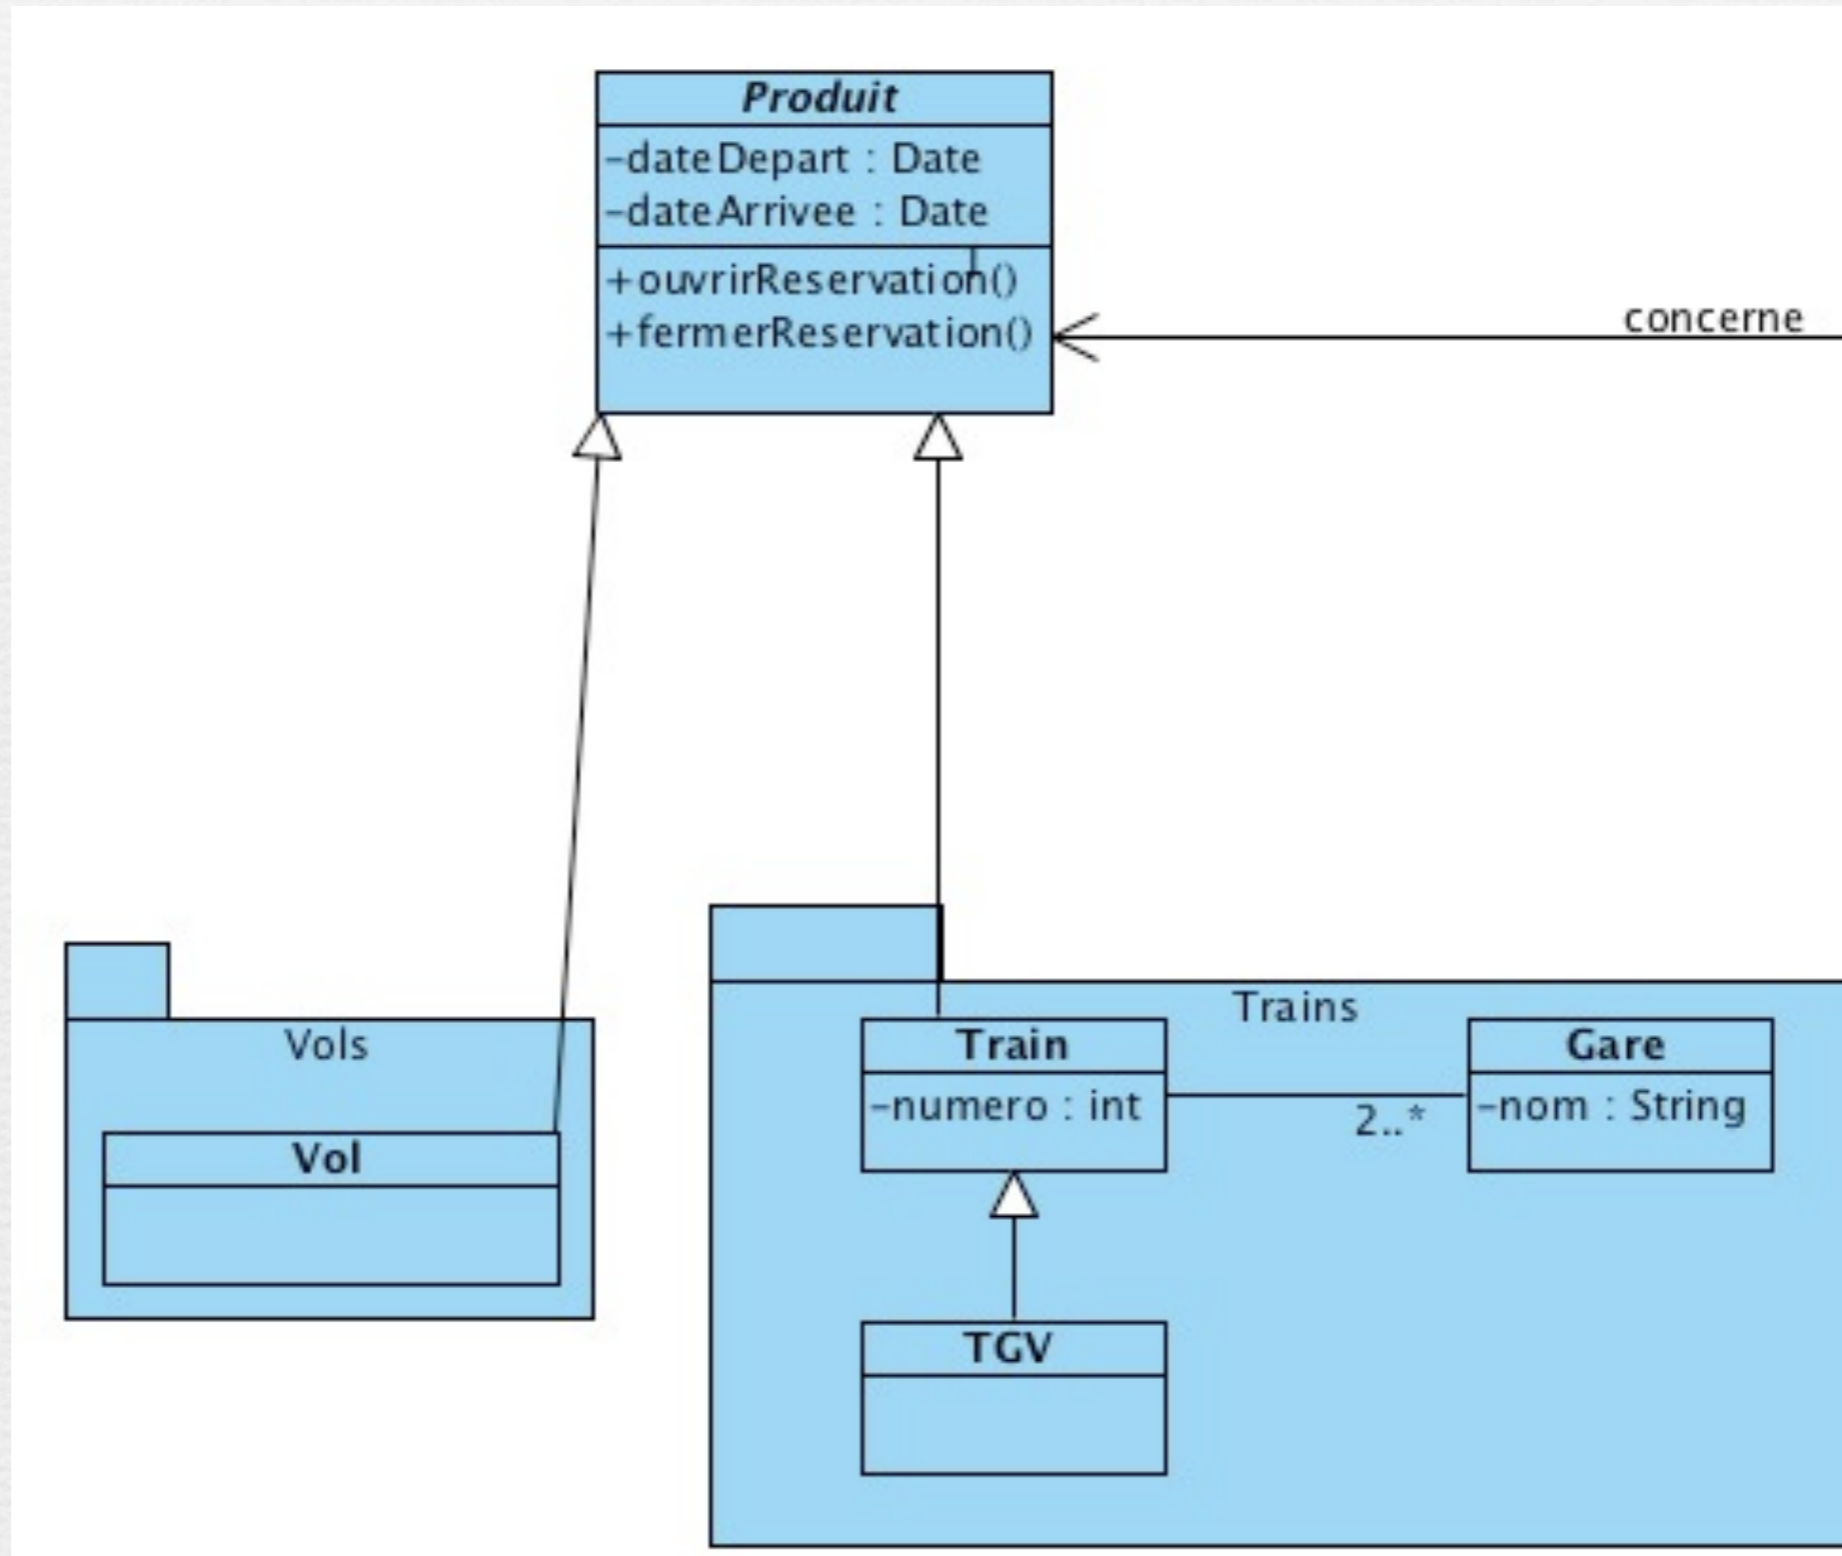 Produit
-dateDepart : Date
-dateArrivee : Date
+ouvrirReservation()
+fermerReservation()
concerne
Vols
Vol
Trains
Train
-numero : int
2..*
Gare
-nom : String
TGV